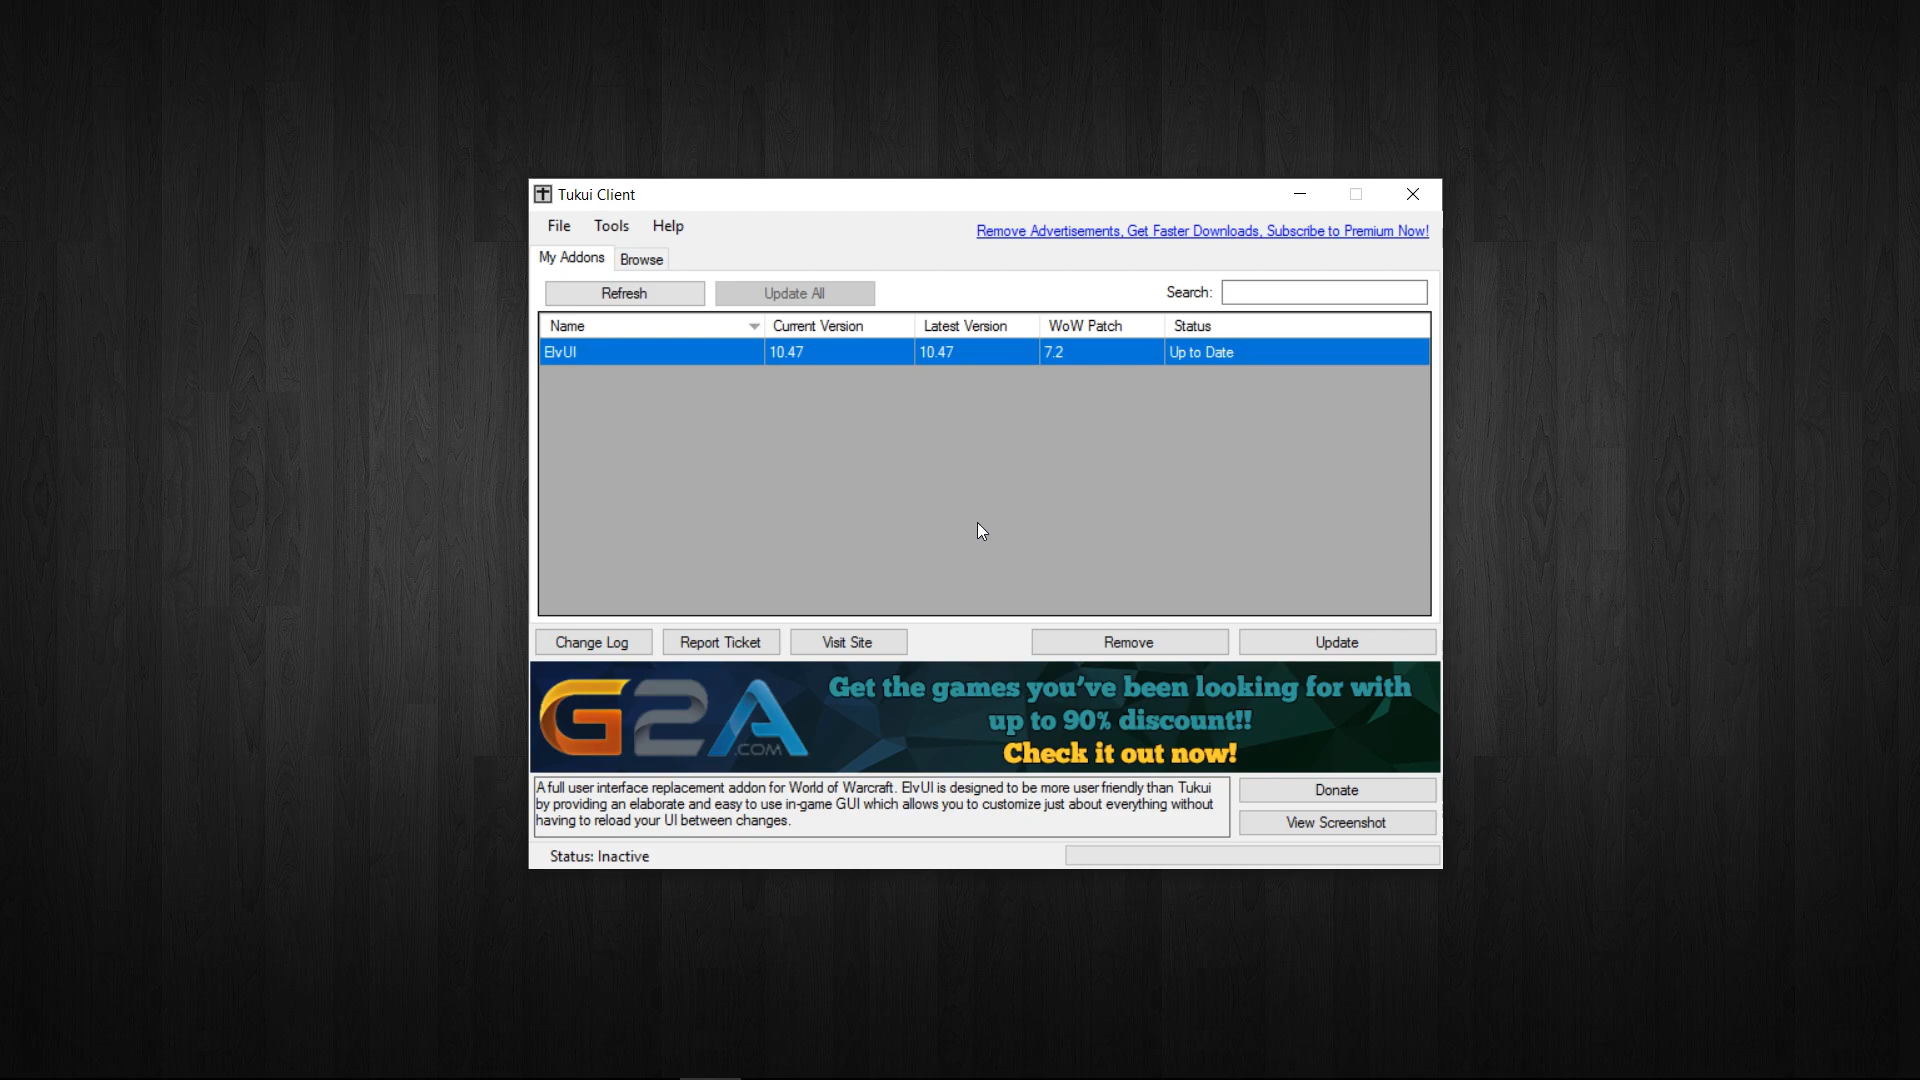 Tukui Client
File Tools Help
Remove Advertisements, Get Faster Downloads, Subscribe to Premium Now!
My Addons Browse
Refresh Update All Search:
Name Current Version Latest Version WoW Patch Status
ElvUI 10.47 10.47 7.2 Up to Date
Change Log Report Ticket Visit Site Remove Update
G2A.COM
Get the games you've been looking for with
up to 90% discount!!
Check it out now!
A full user interface replacement addon for World of Warcraft. ElvUI is designed to be more user friendly than Tukui
by providing an elaborate and easy to use in-game GUI which allows you to customize just about everything without
having to reload your UI between changes.
Donate
View Screenshot
Status: Inactive